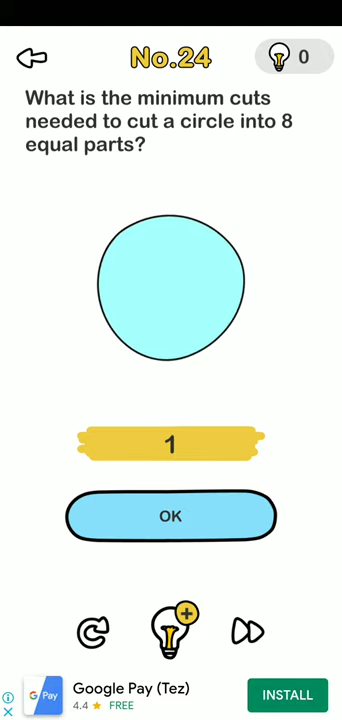 No.24
0
What is the minimum cuts
needed to cut a circle into 8
equal parts?
1
OK
G Pay
Google Pay (Tez)
4.4 ★ FREE
INSTALL